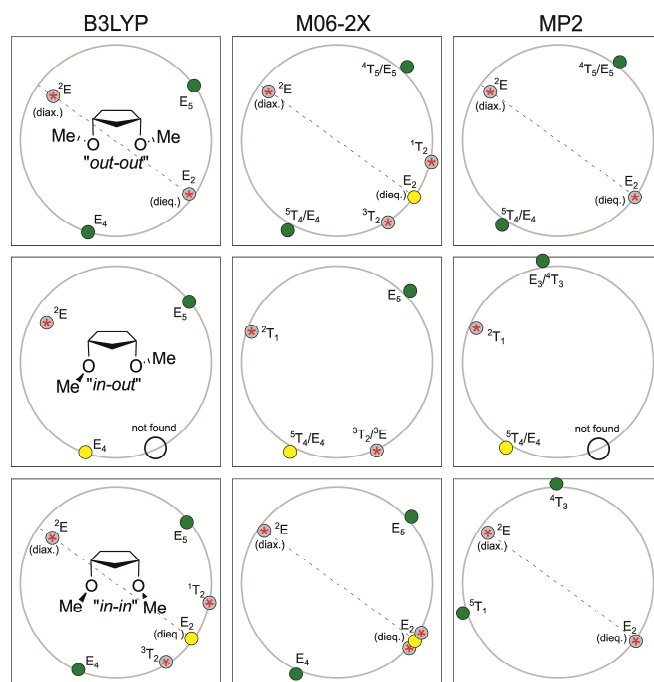 B3LYP M06-2X MP2
²E
(diax.)
E₅
Me O O Me
"out-out"
E₂
(dieq.)
E₄
²E
(diax.)
⁴T₅/E₅
¹T₂
E₂
(dieq.)
³T₂
⁵T₄/E₄
²E
(diax.)
⁴T₅/E₅
E₂
(dieq.)
⁵T₄/E₄
²E
E₅
O O Me
Me "in-out"
not found
E₄
E₅
²T₁
⁵T₄/E₄
³T₂/³E
E₃/⁴T₃
²T₁
not found
⁵T₄/E₄
²E
(diax.)
E₅
O O
Me "in-in" Me
¹T₂
E₂
(dieq.)
³T₂
E₄
²E
(diax.)
E₅
E₂
(dieq.)
E₄
⁴T₃
²E
(diax.)
⁵T₁
E₂
(dieq.)